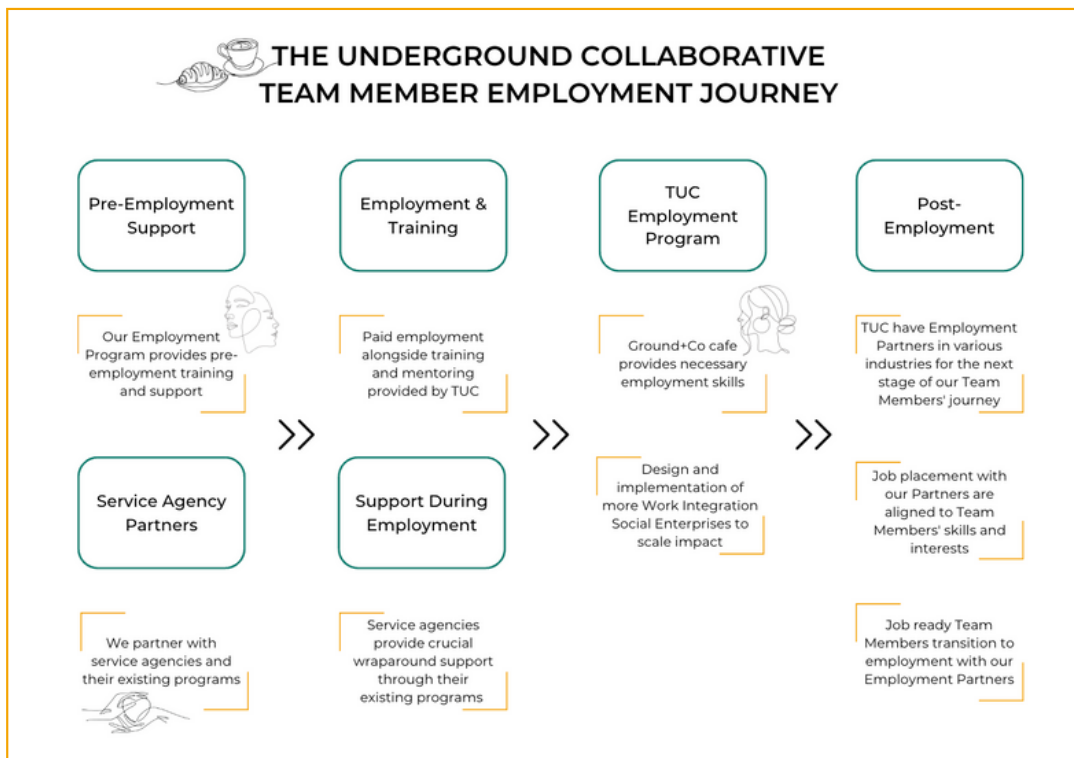 THE UNDERGROUND COLLABORATIVE
TEAM MEMBER EMPLOYMENT JOURNEY
Pre-Employment
Support
Our Employment
Program provides pre-
employment training
and support
Service Agency
Partners
We partner with
service agencies and
their existing programs
Employment &
Training
Paid employment
alongside training
and mentoring
provided by TUC
Support During
Employment
Service agencies
provide crucial
wraparound support
through their
existing programs
TUC
Employment
Program
Ground+Co cafe
provides necessary
employment skills
Design and
implementation of
more Work Integration
Social Enterprises to
scale impact
Post-
Employment
TUC have Employment
Partners in various
industries for the next
stage of our Team
Members' journey
Job placement with
our Partners are
aligned to Team
Members' skills and
interests
Job ready Team
Members transition to
employment with our
Employment Partners